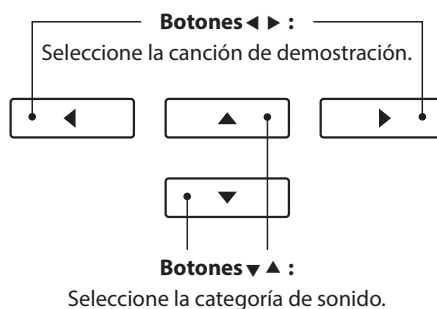 Botones ◀ ▶ :
Seleccione la canción de demostración.
Botones ▼ ▲ :
Seleccione la categoría de sonido.